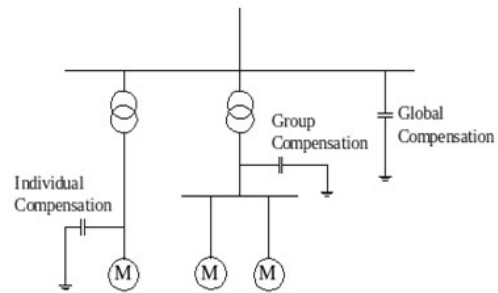 Group
Compensation
Global
Compensation
Individual
Compensation
M
M
M